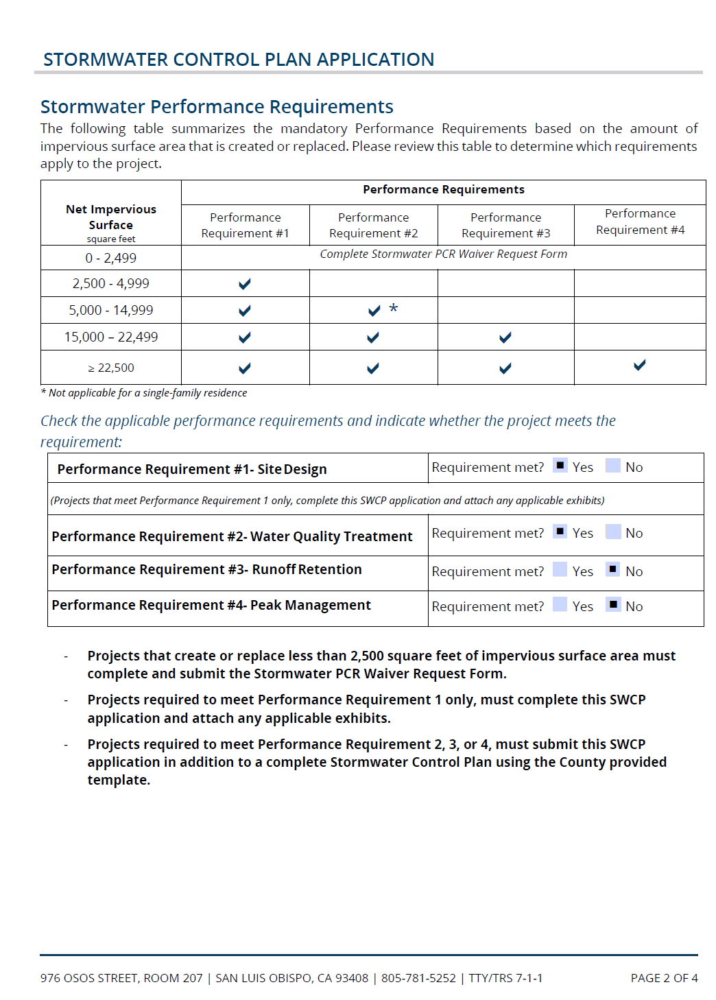 STORMWATER CONTROL PLAN APPLICATION
Stormwater Performance Requirements
The following table summarizes the mandatory Performance Requirements based on the amount of
impervious surface area that is created or replaced. Please review this table to determine which requirements
apply to the project.
Net Impervious
Surface
square feet
Performance Requirements
Performance
Requirement #1
Performance
Requirement #2
Performance
Requirement #3
Performance
Requirement #4
0 - 2,499
Complete Stormwater PCR Waiver Request Form
2,500 - 4,999
5,000 - 14,999
*
15,000 – 22,499
≥ 22,500
* Not applicable for a single-family residence
Check the applicable performance requirements and indicate whether the project meets the
requirement:
Performance Requirement #1- Site Design
Requirement met? Yes No
(Projects that meet Performance Requirement 1 only, complete this SWCP application and attach any applicable exhibits)
Performance Requirement #2- Water Quality Treatment
Requirement met? Yes No
Performance Requirement #3- Runoff Retention
Requirement met? Yes No
Performance Requirement #4- Peak Management
Requirement met? Yes No
- Projects that create or replace less than 2,500 square feet of impervious surface area must
complete and submit the Stormwater PCR Waiver Request Form.
- Projects required to meet Performance Requirement 1 only, must complete this SWCP
application and attach any applicable exhibits.
- Projects required to meet Performance Requirement 2, 3, or 4, must submit this SWCP
application in addition to a complete Stormwater Control Plan using the County provided
template.
976 OSOS STREET, ROOM 207 | SAN LUIS OBISPO, CA 93408 | 805-781-5252 | TTY/TRS 7-1-1
PAGE 2 OF 4